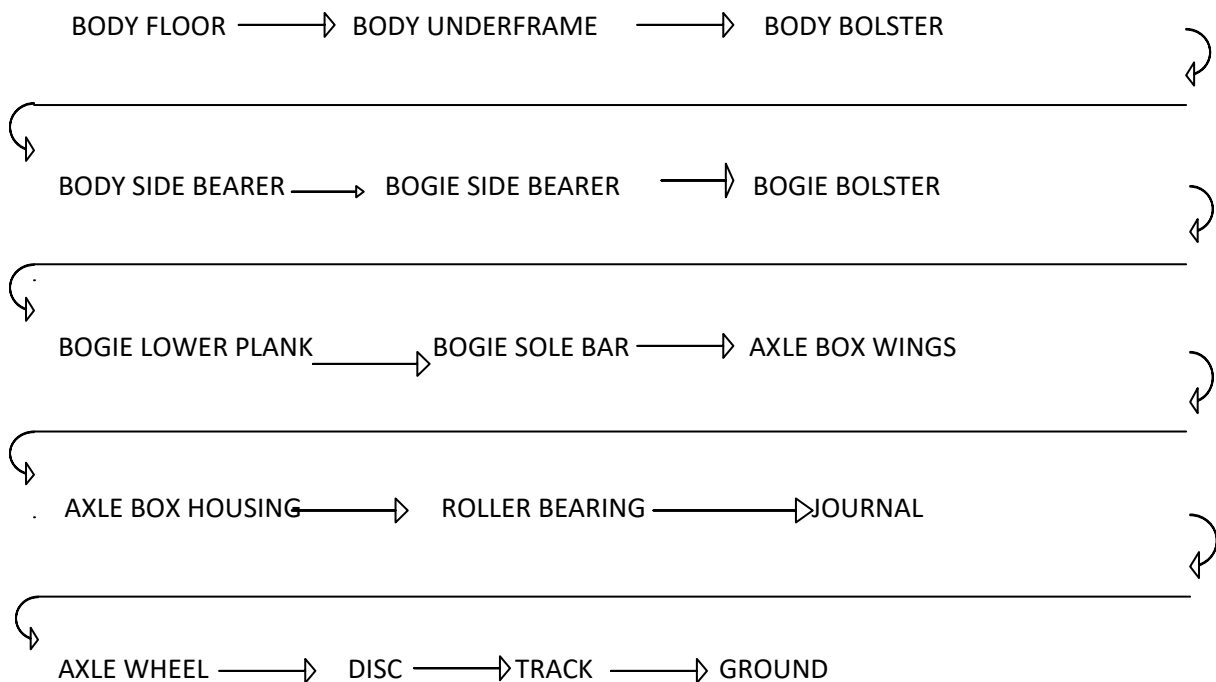 BODY FLOOR BODY UNDERFRAME BODY BOLSTER
BODY SIDE BEARER BOGIE SIDE BEARER BOGIE BOLSTER
BOGIE LOWER PLANK BOGIE SOLE BAR AXLE BOX WINGS
AXLE BOX HOUSING ROLLER BEARING JOURNAL
AXLE WHEEL DISC TRACK GROUND